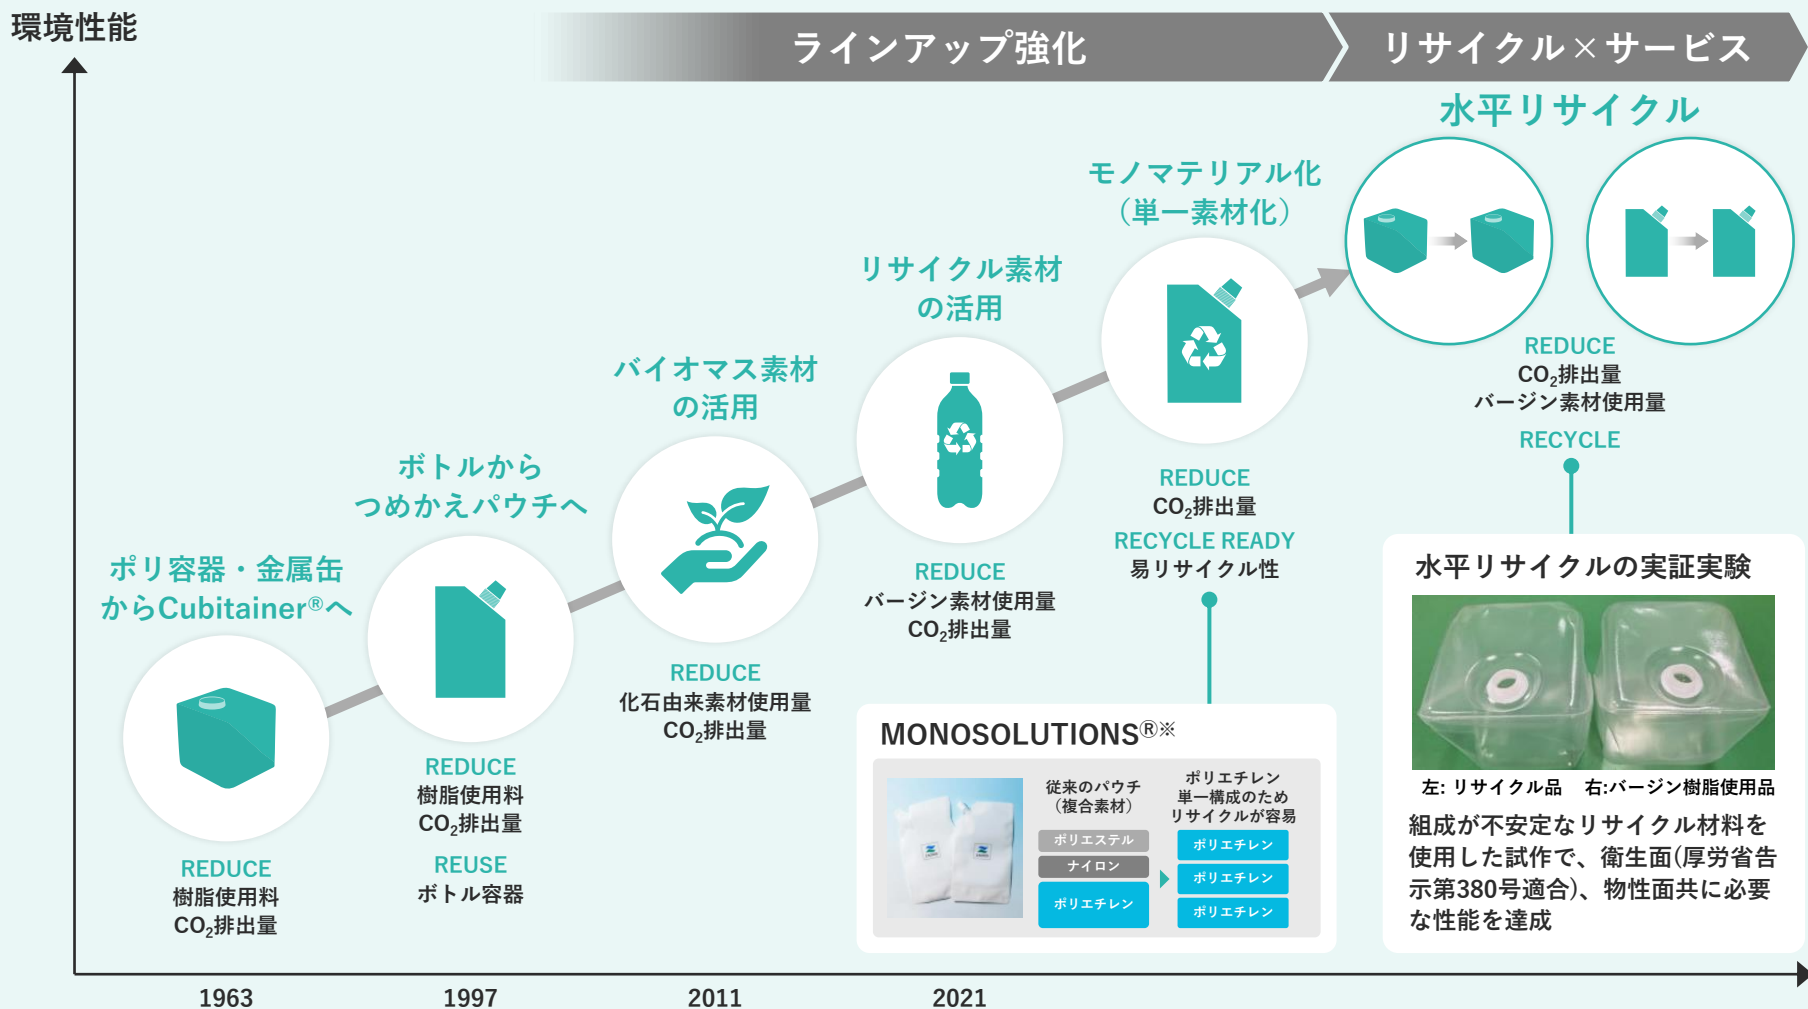 環境性能
ラインアップ強化
リサイクル×サービス
水平リサイクル
モノマテリアル化
（単一素材化）
リサイクル素材
の活用
バイオマス素材
の活用
ボトルから
つめかえパウチへ
ポリ容器・金属缶
からCubitainer®へ
REDUCE
樹脂使用料
CO₂排出量
REDUCE
樹脂使用料
CO₂排出量
REUSE
ボトル容器
REDUCE
化石由来素材使用量
CO₂排出量
REDUCE
バージン素材使用量
CO₂排出量
REDUCE
CO₂排出量
RECYCLE READY
易リサイクル性
REDUCE
CO₂排出量
バージン素材使用量
RECYCLE
MONOSOLUTIONS®※
従来のパウチ
（複合素材）
ポリエステル
ナイロン
ポリエチレン
ポリエチレン
単一構成のため
リサイクルが容易
ポリエチレン
ポリエチレン
ポリエチレン
水平リサイクルの実証実験
左: リサイクル品　右:バージン樹脂使用品
組成が不安定なリサイクル材料を
使用した試作で、衛生面(厚労省告
示第380号適合)、物性面共に必要
な性能を達成
1963
1997
2011
2021